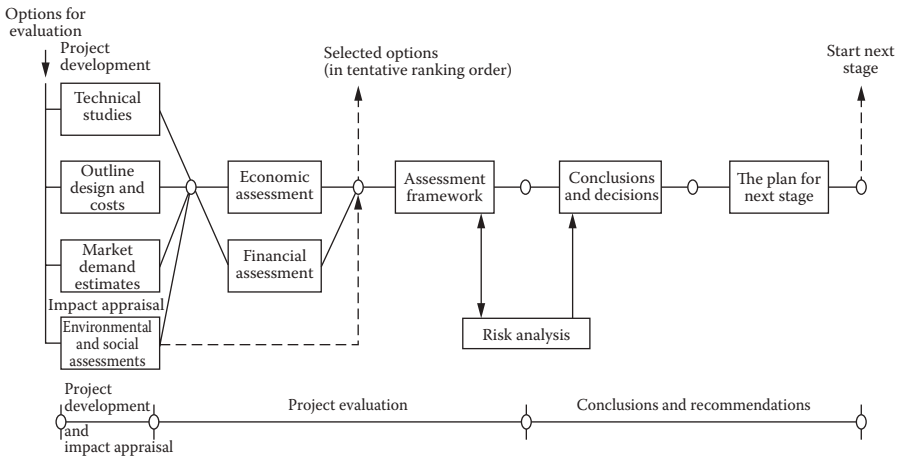 Options for
evaluation
Project
development
Technical
studies
Outline
design and
costs
Market
demand
estimates
Impact appraisal
Environmental
and social
assessments
Economic
assessment
Financial
assessment
Selected options
(in tentative ranking order)
Assessment
framework
Risk analysis
Conclusions
and decisions
The plan for
next stage
Start next
stage
Project
development
and
impact appraisal
Project evaluation
Conclusions and recommendations